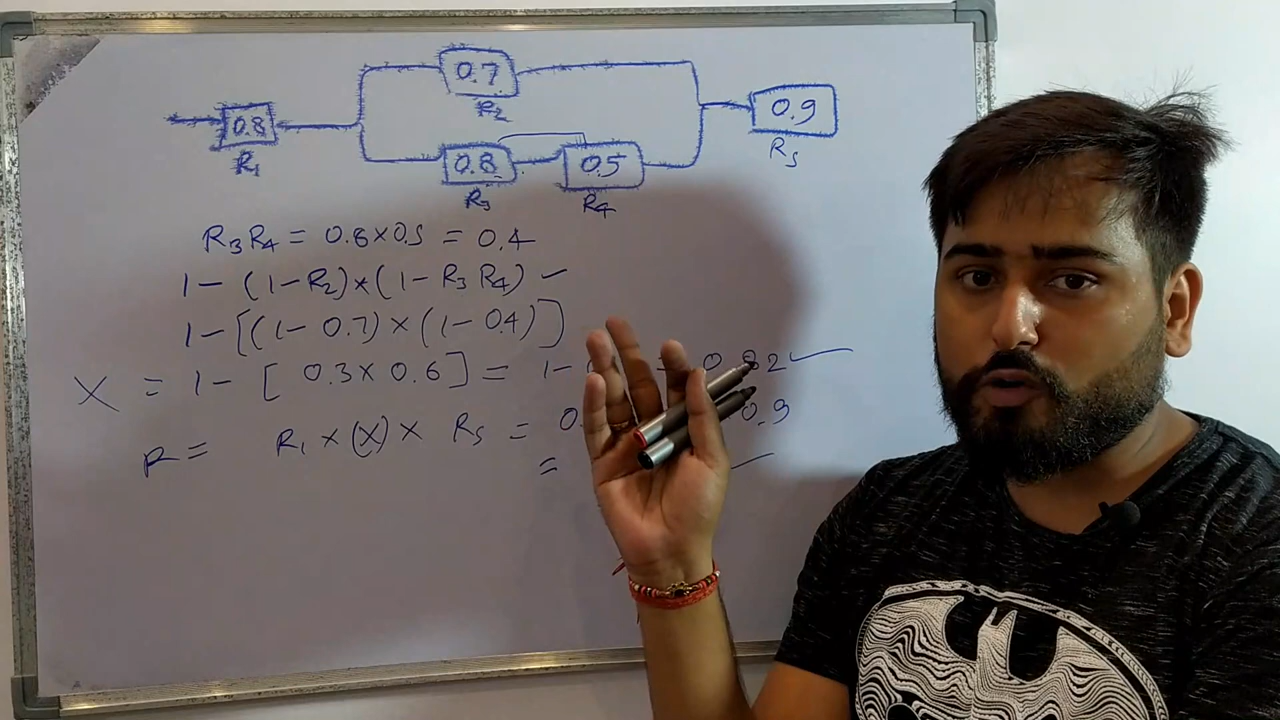 0.7
R2
0.8
R1
0.9
R5
0.8
R3
0.5
R4
R3R4 = 0.8×0.5 = 0.4
1-(1-R2)×(1-R3R4)
1-[(1-0.7)×(1-0.4)]
X = 1-[0.3×0.6] = 1- = 0.82
R = R1×(X)×R5 = 0. 0.9
=